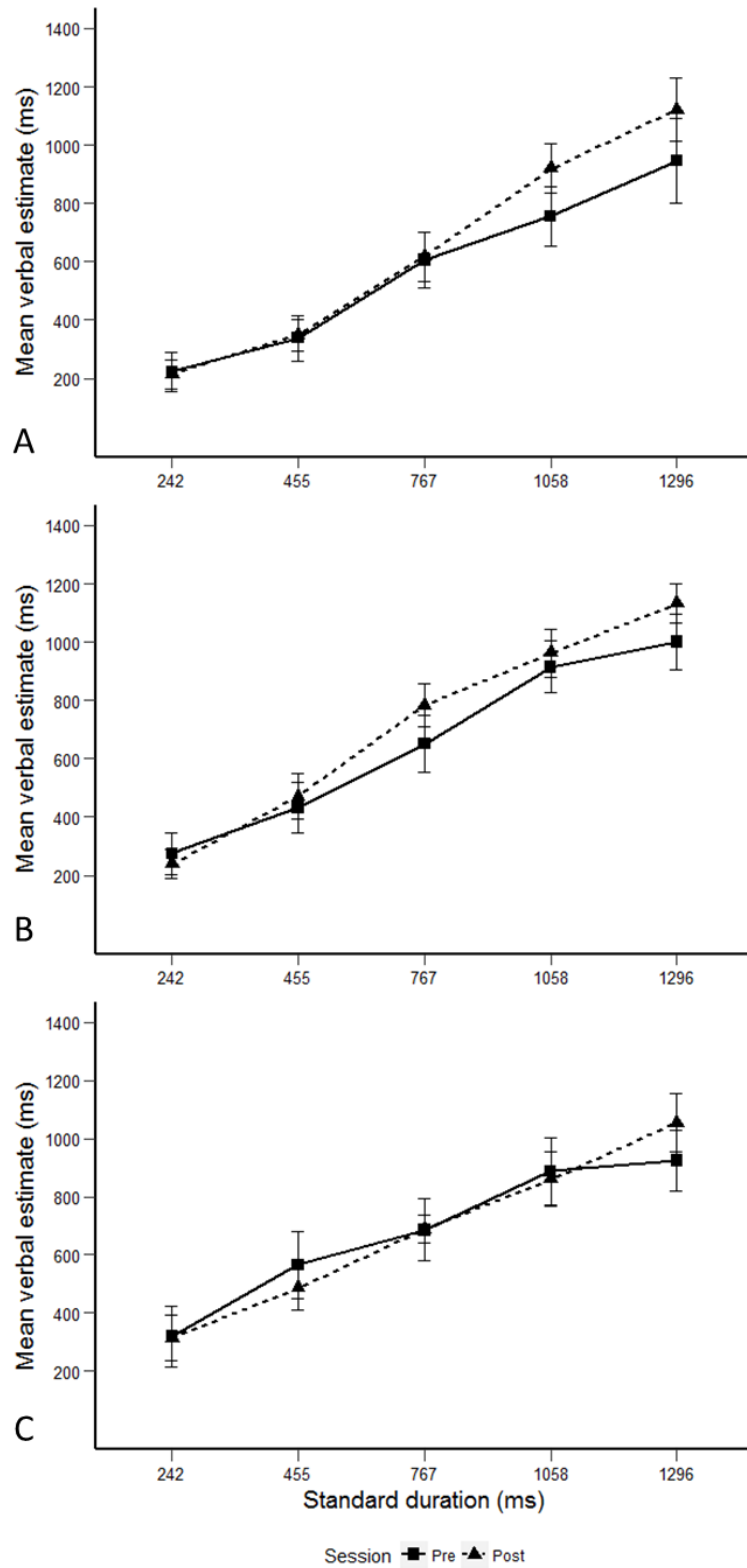 1400
1200
1000
800
600
400
200
Mean verbal estimate (ms)
A
242 455 767 1058 1296
1400
1200
1000
800
600
400
200
Mean verbal estimate (ms)
B
242 455 767 1058 1296
1400
1200
1000
800
600
400
200
Mean verbal estimate (ms)
C
242 455 767 1058 1296
Standard duration (ms)
Session Pre Post